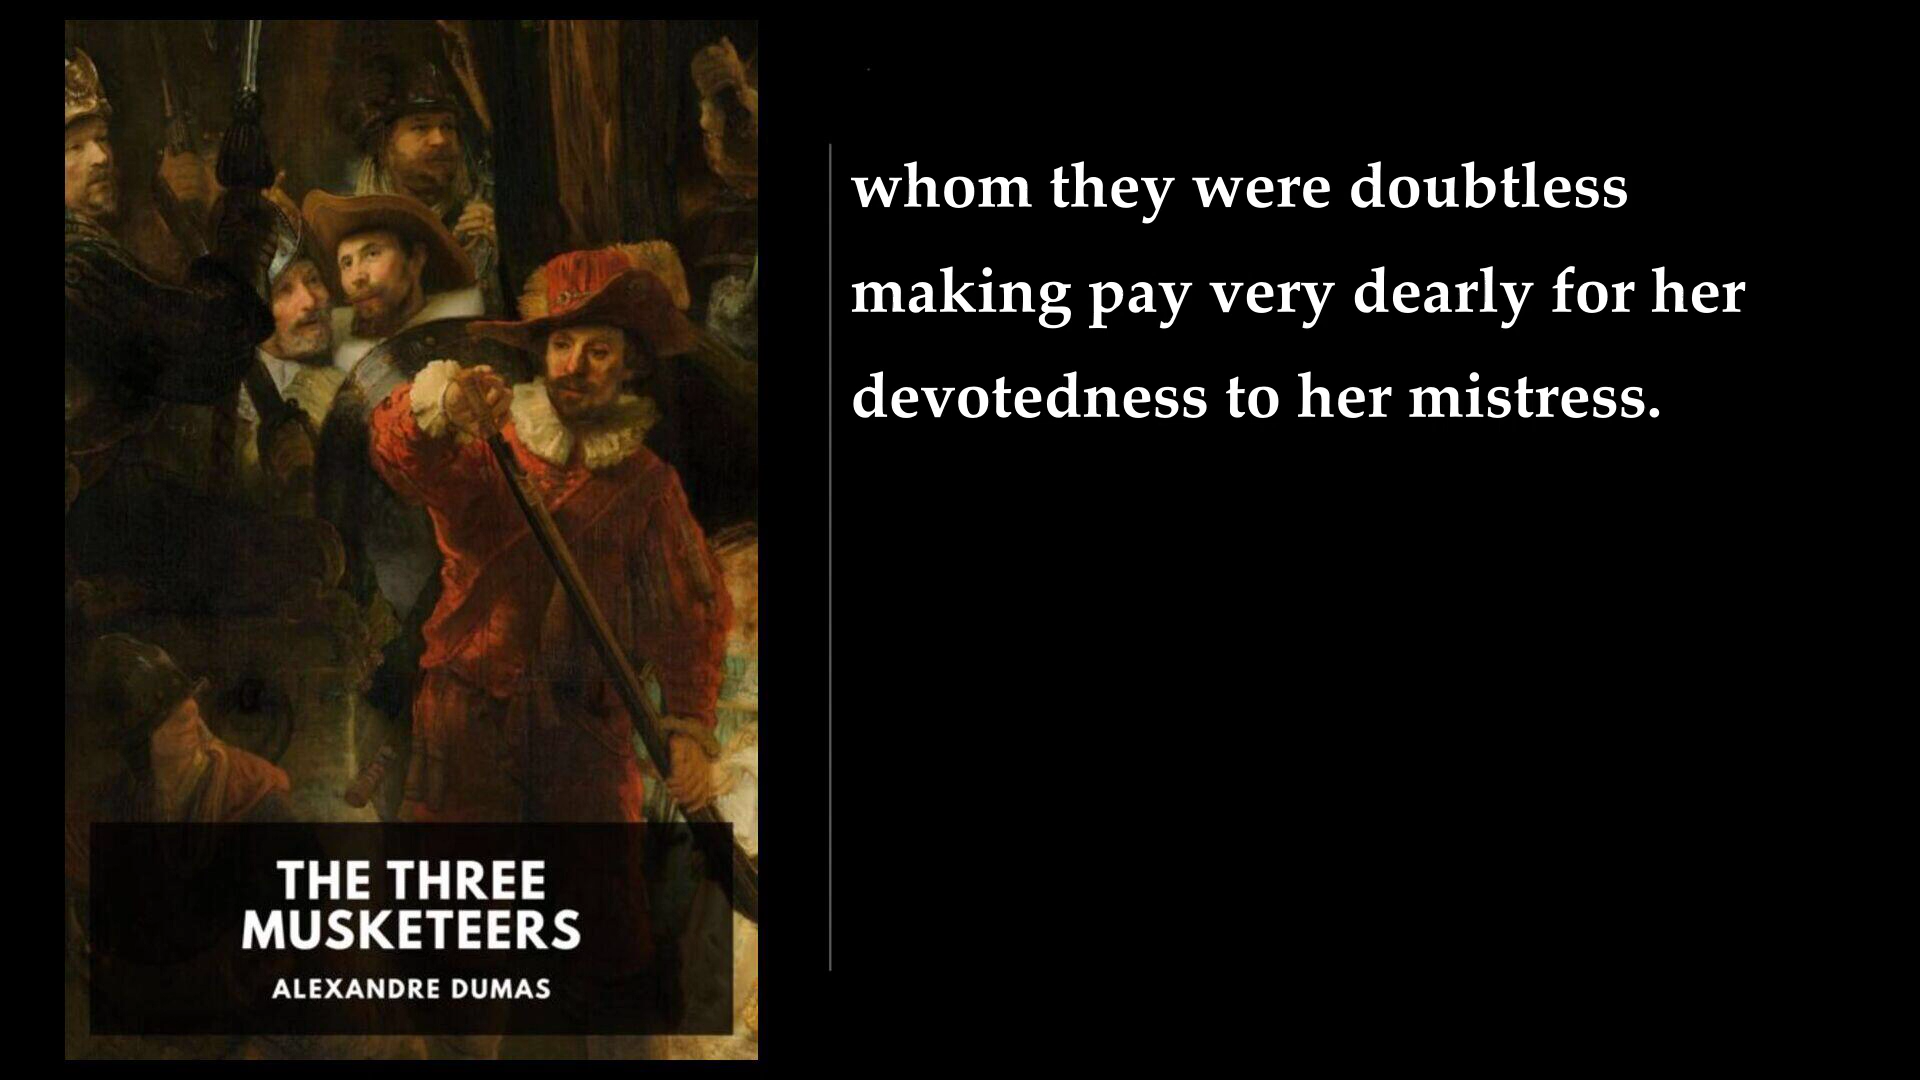 THE THREE
MUSKETEERS
ALEXANDRE DUMAS
whom they were doubtless
making pay very dearly for her
devotedness to her mistress.